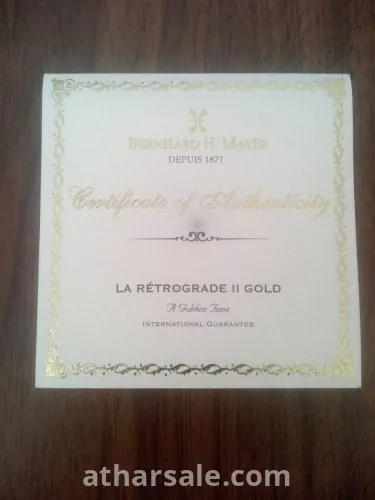 BERNHARD H. MAYER
DEPUIS 1871
Certificate of Authenticity
LA RÉTROGRADE II GOLD
A Golden Time
INTERNATIONAL GUARANTEE
atharsale.com